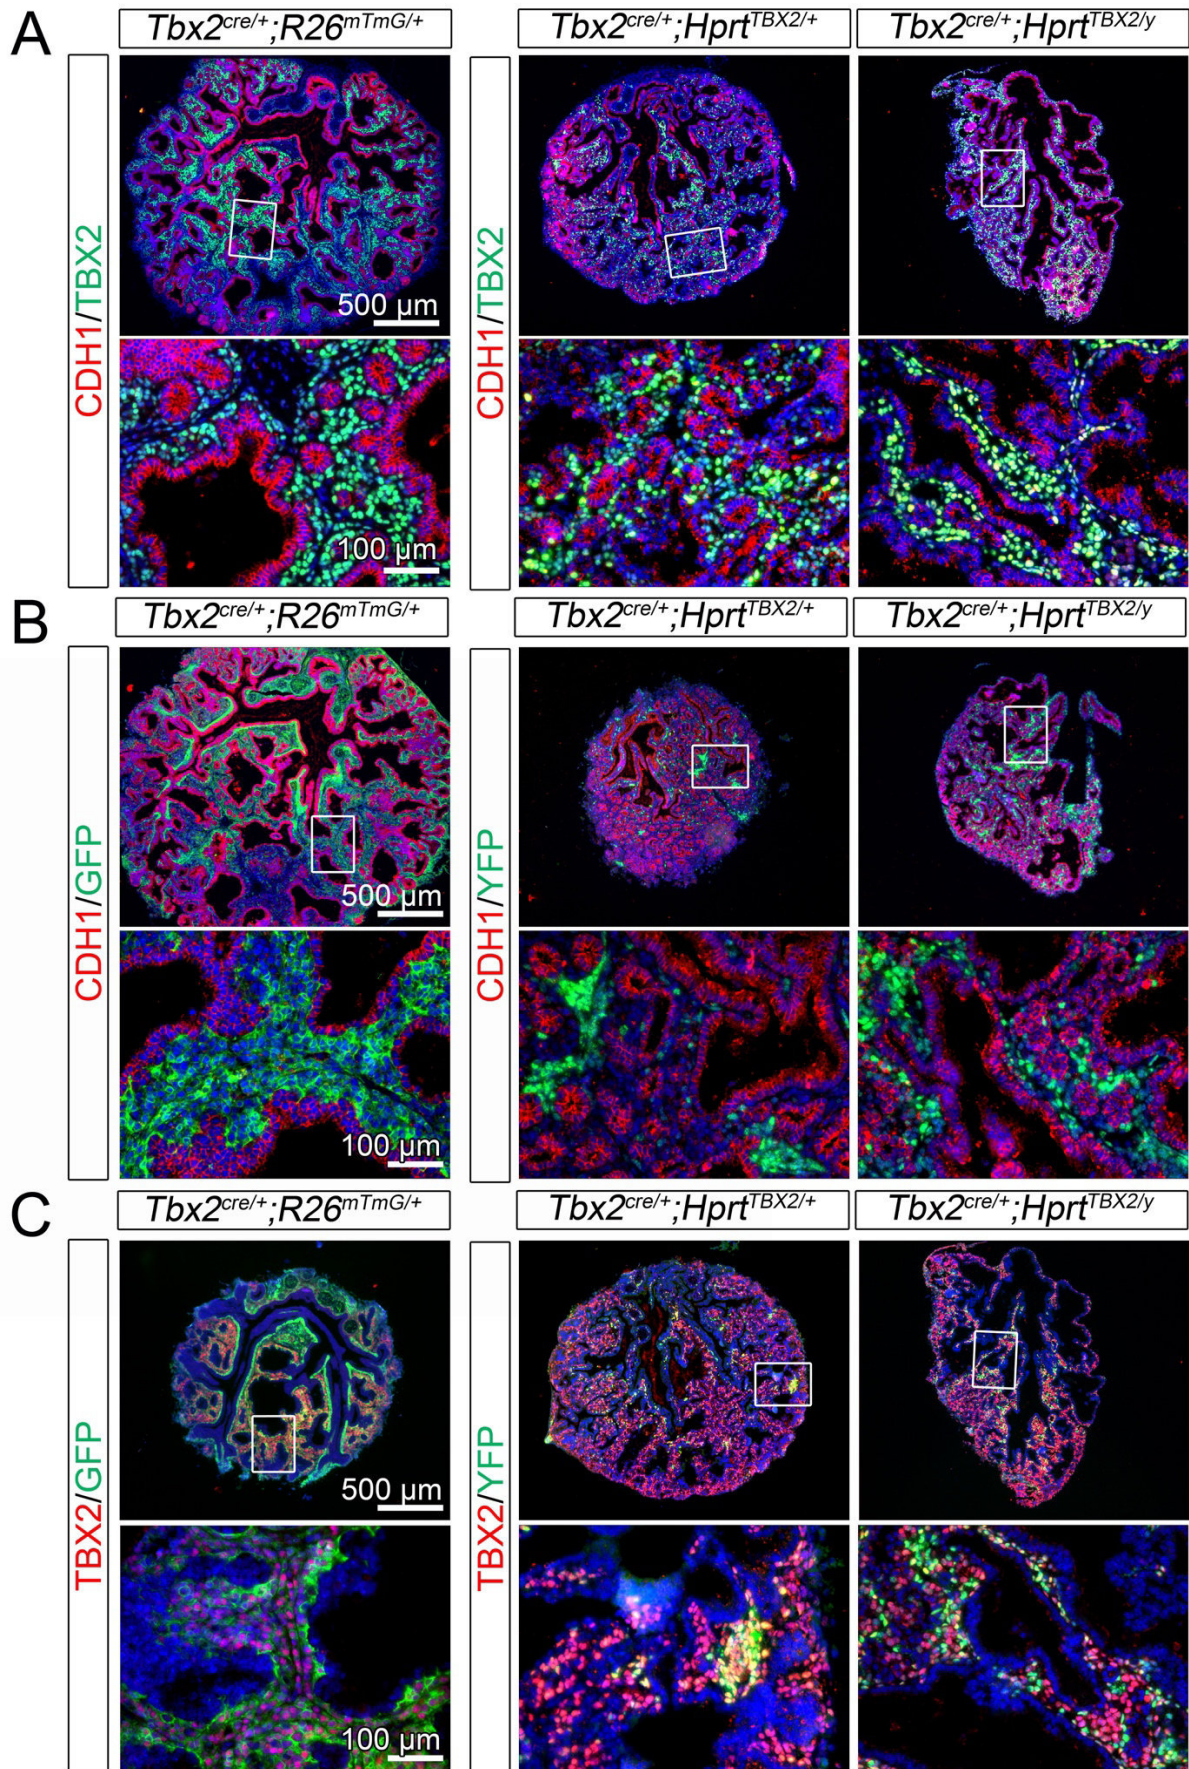 A
Tbx2cre/+;R26mTmG/+
Tbx2cre/+;HprtTBX2/+
Tbx2cre/+;HprtTBX2/y
CDH1/TBX2
500 µm
CDH1/TBX2
100 µm
B
Tbx2cre/+;R26mTmG/+
Tbx2cre/+;HprtTBX2/+
Tbx2cre/+;HprtTBX2/y
CDH1/GFP
500 µm
CDH1/YFP
100 µm
C
Tbx2cre/+;R26mTmG/+
Tbx2cre/+;HprtTBX2/+
Tbx2cre/+;HprtTBX2/y
TBX2/GFP
500 µm
TBX2/YFP
100 µm